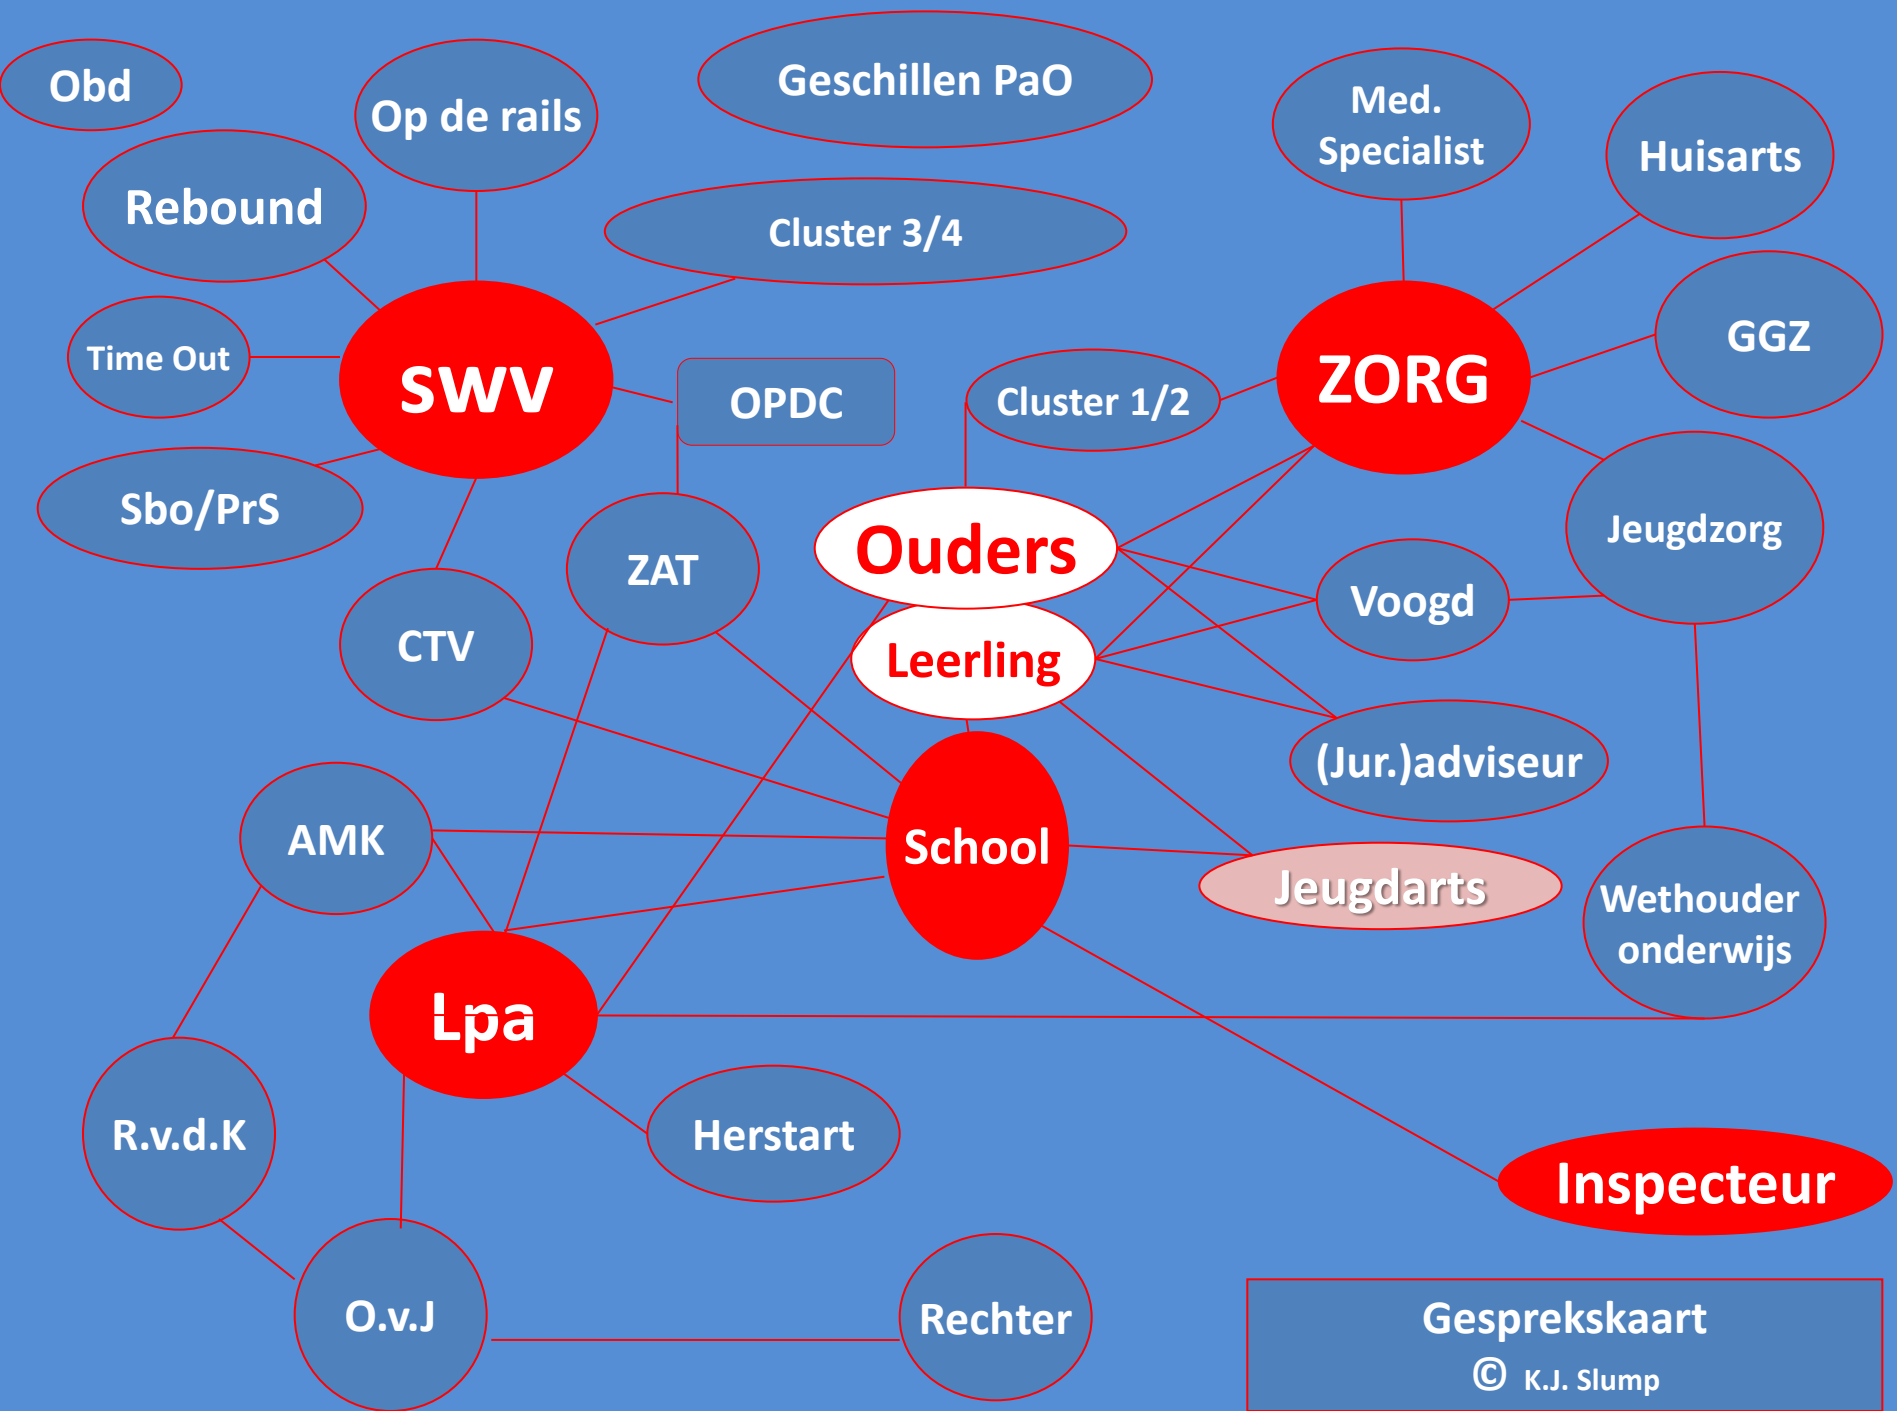 Obd
Op de rails
Geschillen PaO
Med.
Specialist
Huisarts
Rebound
Cluster 3/4
Time Out
SWV
OPDC
Cluster 1/2
ZORG
GGZ
Sbo/PrS
ZAT
Ouders
Jeugdzorg
CTV
Leerling
Voogd
(Jur.)adviseur
AMK
School
Jeugdarts
Wethouder
onderwijs
Lpa
R.v.d.K
Herstart
Inspecteur
O.v.J
Rechter
Gesprekskaart
© K.J. Slump